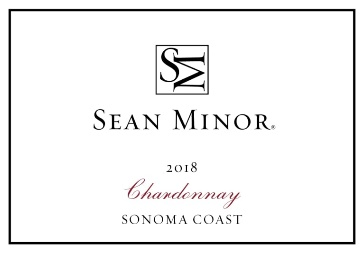 SM
SEAN MINOR®
2018
Chardonnay
SONOMA COAST